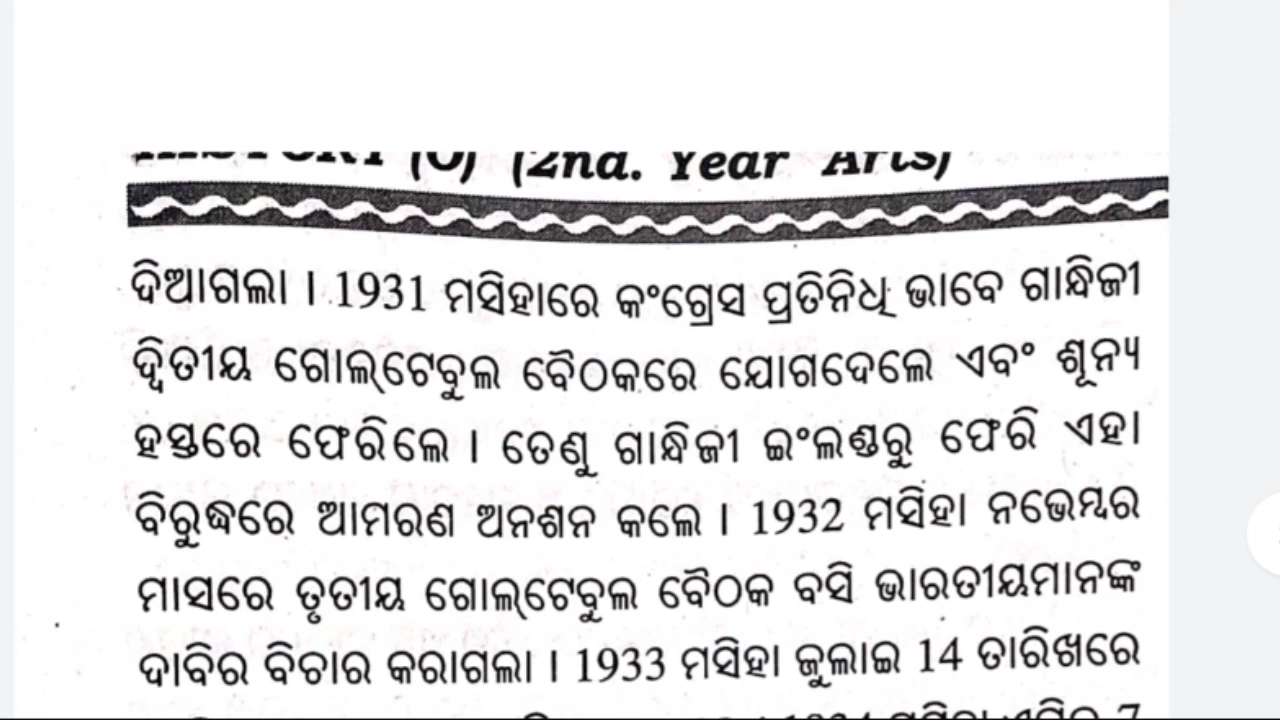 HISTORY (O) (2nd. Year Arts)
ଦିଆଗଲା । 1931 ମସିହାରେ କଂଗ୍ରେସ ପ୍ରତିନିଧି ଭାବେ ଗାନ୍ଧିଜୀ
ଦ୍ୱିତୀୟ ଗୋଲ୍‌ଟେବୁଲ ବୈଠକରେ ଯୋଗଦେଲେ ଏବଂ ଶୂନ୍ୟ
ହସ୍ତରେ ଫେରିଲେ । ତେଣୁ ଗାନ୍ଧିଜୀ ଇଂଲଣ୍ଡରୁ ଫେରି ଏହା
ବିରୁଦ୍ଧରେ ଆମରଣ ଅନଶନ କଲେ । 1932 ମସିହା ନଭେମ୍ବର
ମାସରେ ତୃତୀୟ ଗୋଲ୍‌ଟେବୁଲ ବୈଠକ ବସି ଭାରତୀୟମାନଙ୍କ
ଦାବିର ବିଚାର କରାଗଲା । 1933 ମସିହା ଜୁଲାଇ 14 ତାରିଖରେ